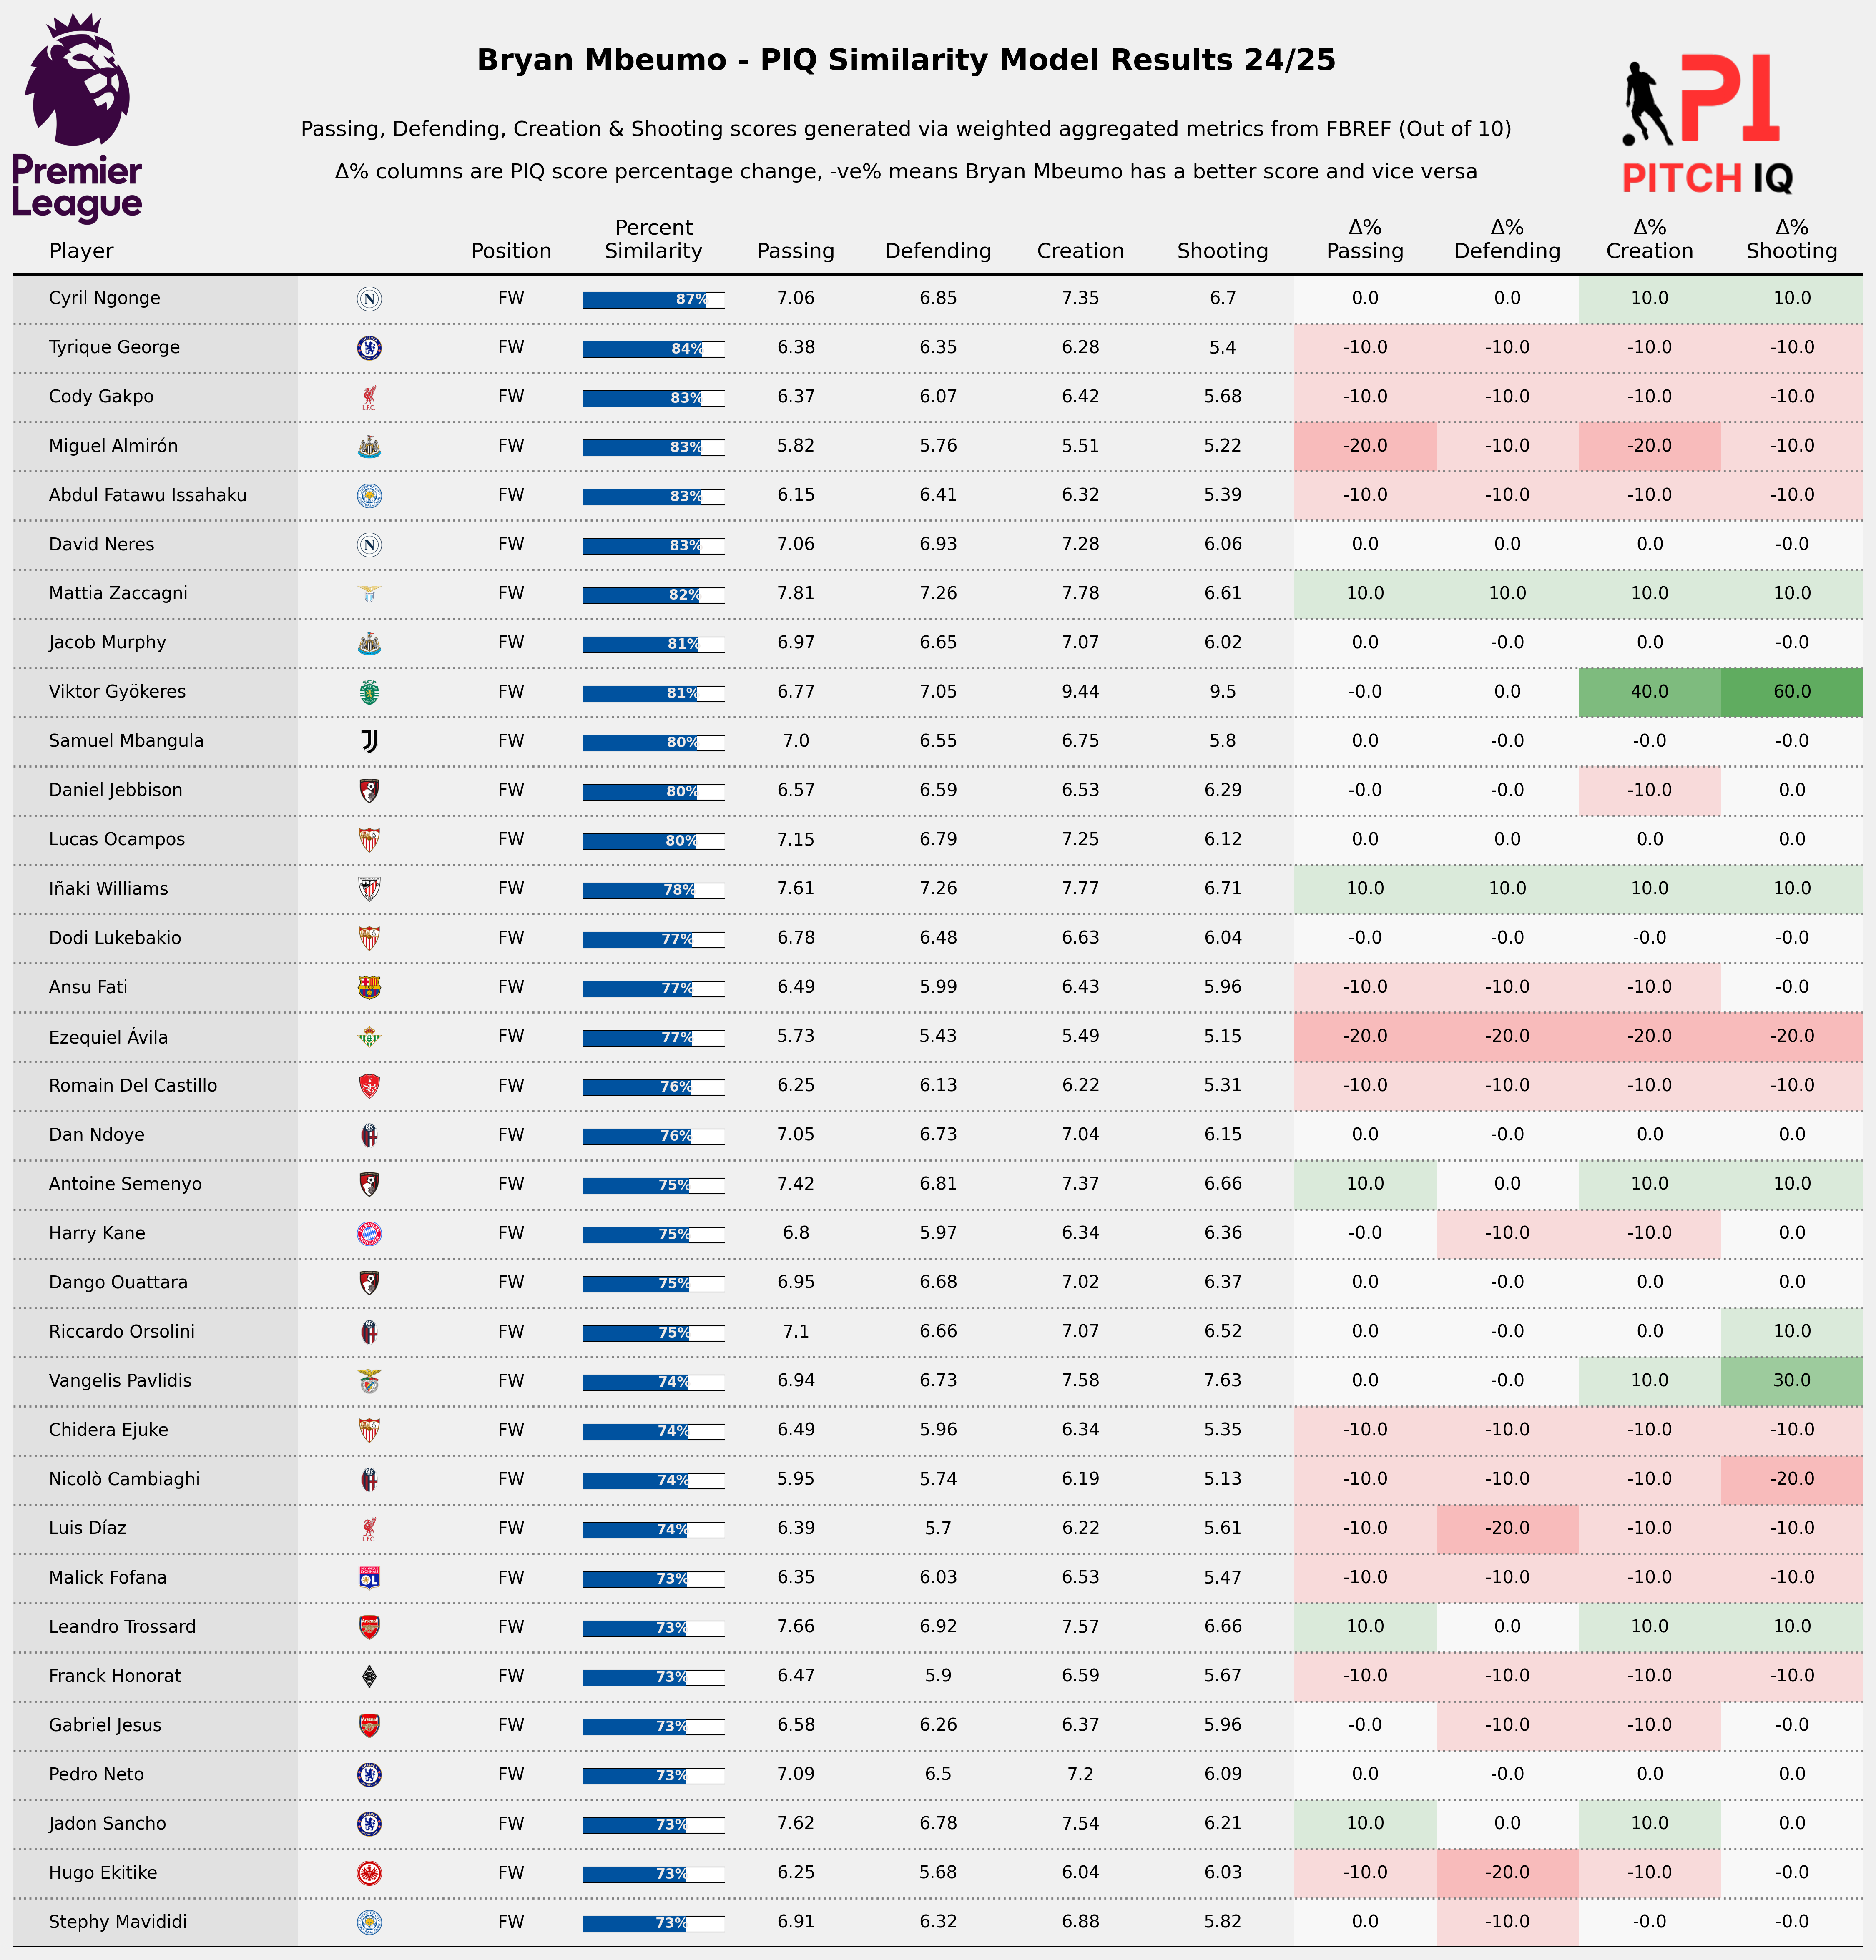 Bryan Mbeumo - PIQ Similarity Model Results 24/25
Passing, Defending, Creation & Shooting scores generated via weighted aggregated metrics from FBREF (Out of 10)
Δ% columns are PIQ score percentage change, -ve% means Bryan Mbeumo has a better score and vice versa
Premier
League
PI
PITCH IQ
Player Position Percent Similarity Passing Defending Creation Shooting Δ% Passing Δ% Defending Δ% Creation Δ% Shooting
Cyril Ngonge FW 87% 7.06 6.85 7.35 6.7 0.0 0.0 10.0 10.0
Tyrique George FW 84% 6.38 6.35 6.28 5.4 -10.0 -10.0 -10.0 -10.0
Cody Gakpo FW 83% 6.37 6.07 6.42 5.68 -10.0 -10.0 -10.0 -10.0
Miguel Almirón FW 83% 5.82 5.76 5.51 5.22 -20.0 -10.0 -20.0 -10.0
Abdul Fatawu Issahaku FW 83% 6.15 6.41 6.32 5.39 -10.0 -10.0 -10.0 -10.0
David Neres FW 83% 7.06 6.93 7.28 6.06 0.0 0.0 0.0 -0.0
Mattia Zaccagni FW 82% 7.81 7.26 7.78 6.61 10.0 10.0 10.0 10.0
Jacob Murphy FW 81% 6.97 6.65 7.07 6.02 0.0 -0.0 0.0 -0.0
Viktor Gyökeres FW 81% 6.77 7.05 9.44 9.5 -0.0 0.0 40.0 60.0
Samuel Mbangula FW 80% 7.0 6.55 6.75 5.8 0.0 -0.0 -0.0 -0.0
Daniel Jebbison FW 80% 6.57 6.59 6.53 6.29 -0.0 -0.0 -10.0 0.0
Lucas Ocampos FW 80% 7.15 6.79 7.25 6.12 0.0 0.0 0.0 0.0
Iñaki Williams FW 78% 7.61 7.26 7.77 6.71 10.0 10.0 10.0 10.0
Dodi Lukebakio FW 77% 6.78 6.48 6.63 6.04 -0.0 -0.0 -0.0 -0.0
Ansu Fati FW 77% 6.49 5.99 6.43 5.96 -10.0 -10.0 -10.0 -0.0
Ezequiel Ávila FW 77% 5.73 5.43 5.49 5.15 -20.0 -20.0 -20.0 -20.0
Romain Del Castillo FW 76% 6.25 6.13 6.22 5.31 -10.0 -10.0 -10.0 -10.0
Dan Ndoye FW 76% 7.05 6.73 7.04 6.15 0.0 -0.0 0.0 0.0
Antoine Semenyo FW 75% 7.42 6.81 7.37 6.66 10.0 0.0 10.0 10.0
Harry Kane FW 75% 6.8 5.97 6.34 6.36 -0.0 -10.0 -10.0 0.0
Dango Ouattara FW 75% 6.95 6.68 7.02 6.37 0.0 -0.0 0.0 0.0
Riccardo Orsolini FW 75% 7.1 6.66 7.07 6.52 0.0 -0.0 0.0 10.0
Vangelis Pavlidis FW 74% 6.94 6.73 7.58 7.63 0.0 -0.0 10.0 30.0
Chidera Ejuke FW 74% 6.49 5.96 6.34 5.35 -10.0 -10.0 -10.0 -10.0
Nicolò Cambiaghi FW 74% 5.95 5.74 6.19 5.13 -10.0 -10.0 -10.0 -20.0
Luis Díaz FW 74% 6.39 5.7 6.22 5.61 -10.0 -20.0 -10.0 -10.0
Malick Fofana FW 73% 6.35 6.03 6.53 5.47 -10.0 -10.0 -10.0 -10.0
Leandro Trossard FW 73% 7.66 6.92 7.57 6.66 10.0 0.0 10.0 10.0
Franck Honorat FW 73% 6.47 5.9 6.59 5.67 -10.0 -10.0 -10.0 -10.0
Gabriel Jesus FW 73% 6.58 6.26 6.37 5.96 -0.0 -10.0 -10.0 -0.0
Pedro Neto FW 73% 7.09 6.5 7.2 6.09 0.0 -0.0 0.0 0.0
Jadon Sancho FW 73% 7.62 6.78 7.54 6.21 10.0 0.0 10.0 0.0
Hugo Ekitike FW 73% 6.25 5.68 6.04 6.03 -10.0 -20.0 -10.0 -0.0
Stephy Mavididi FW 73% 6.91 6.32 6.88 5.82 0.0 -10.0 -0.0 -0.0